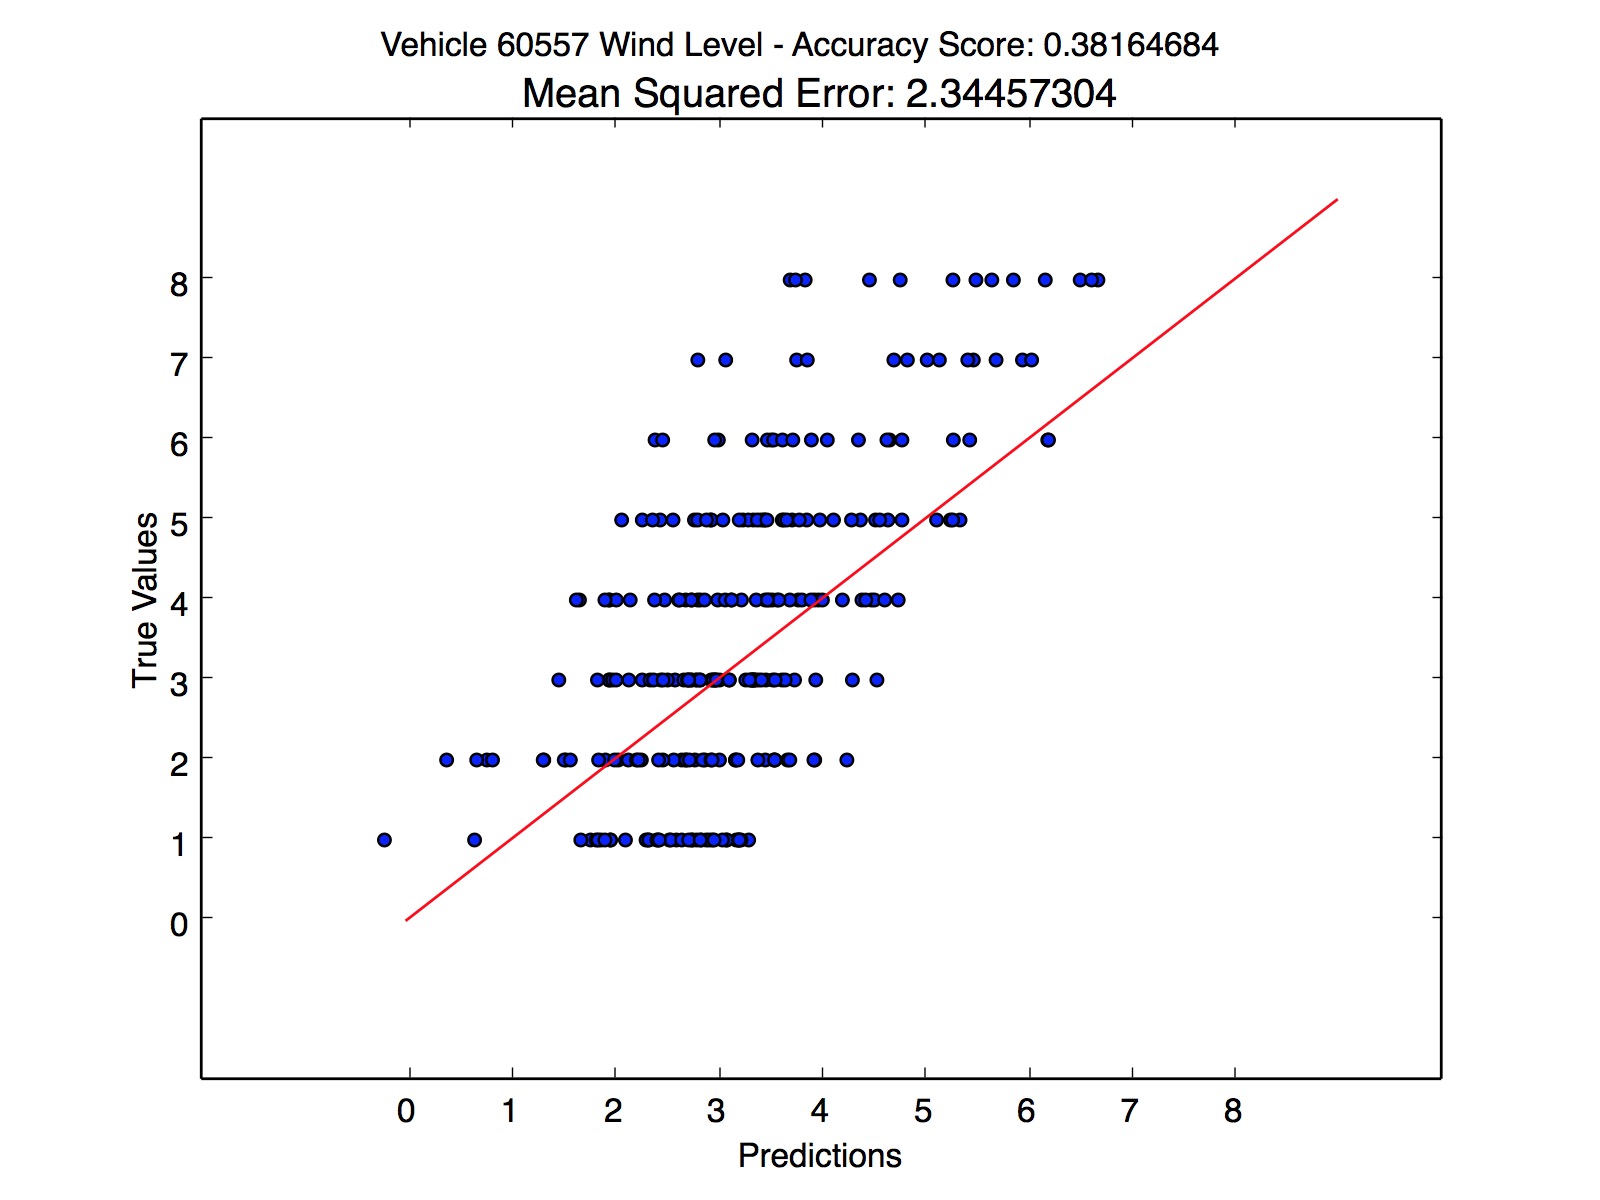 Vehicle 60557 Wind Level - Accuracy Score: 0.38164684
Mean Squared Error: 2.34457304
8
7
6
5
4
3
2
1
0
True Values
0 1 2 3 4 5 6 7 8
Predictions